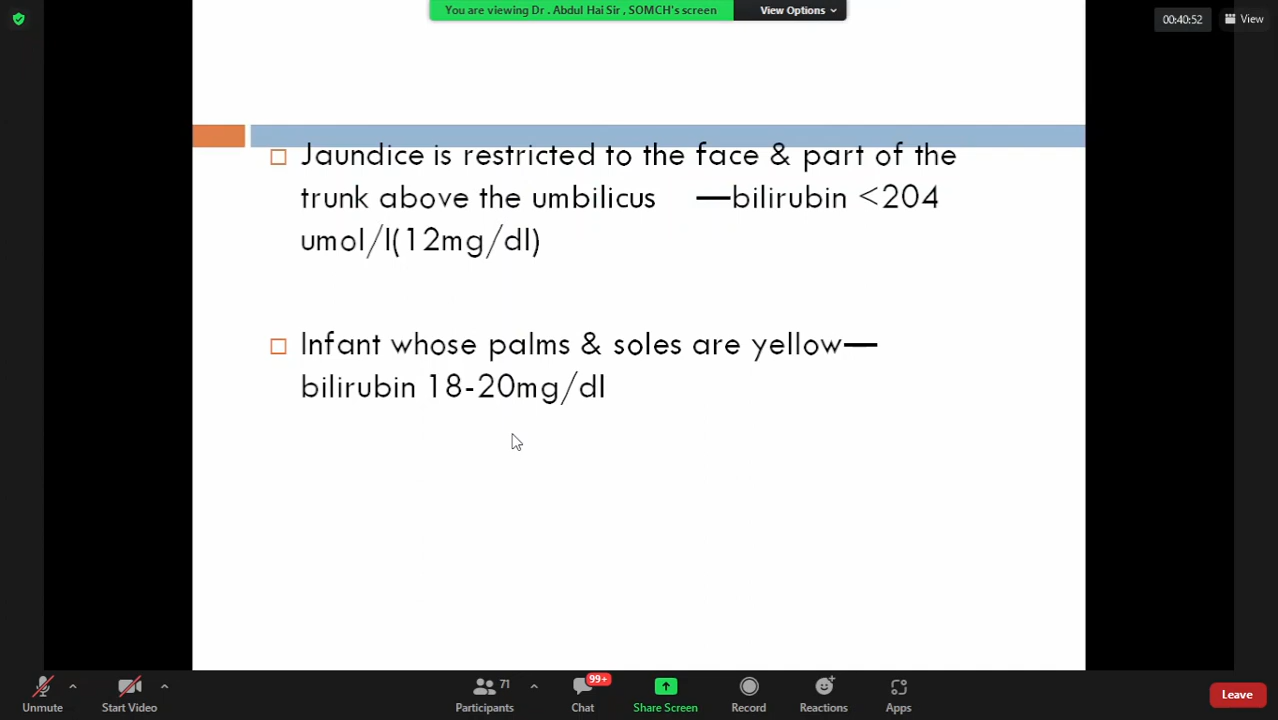 You are viewing Dr . Abdul Hai Sir , SOMCH's screen
View Options
00:40:52
View
Jaundice is restricted to the face & part of the
trunk above the umbilicus —bilirubin <204
umol/l(12mg/dl)
Infant whose palms & soles are yellow—
bilirubin 18-20mg/dl
Unmute
Start Video
71
Participants
99+
Chat
Share Screen
Record
Reactions
Apps
Leave